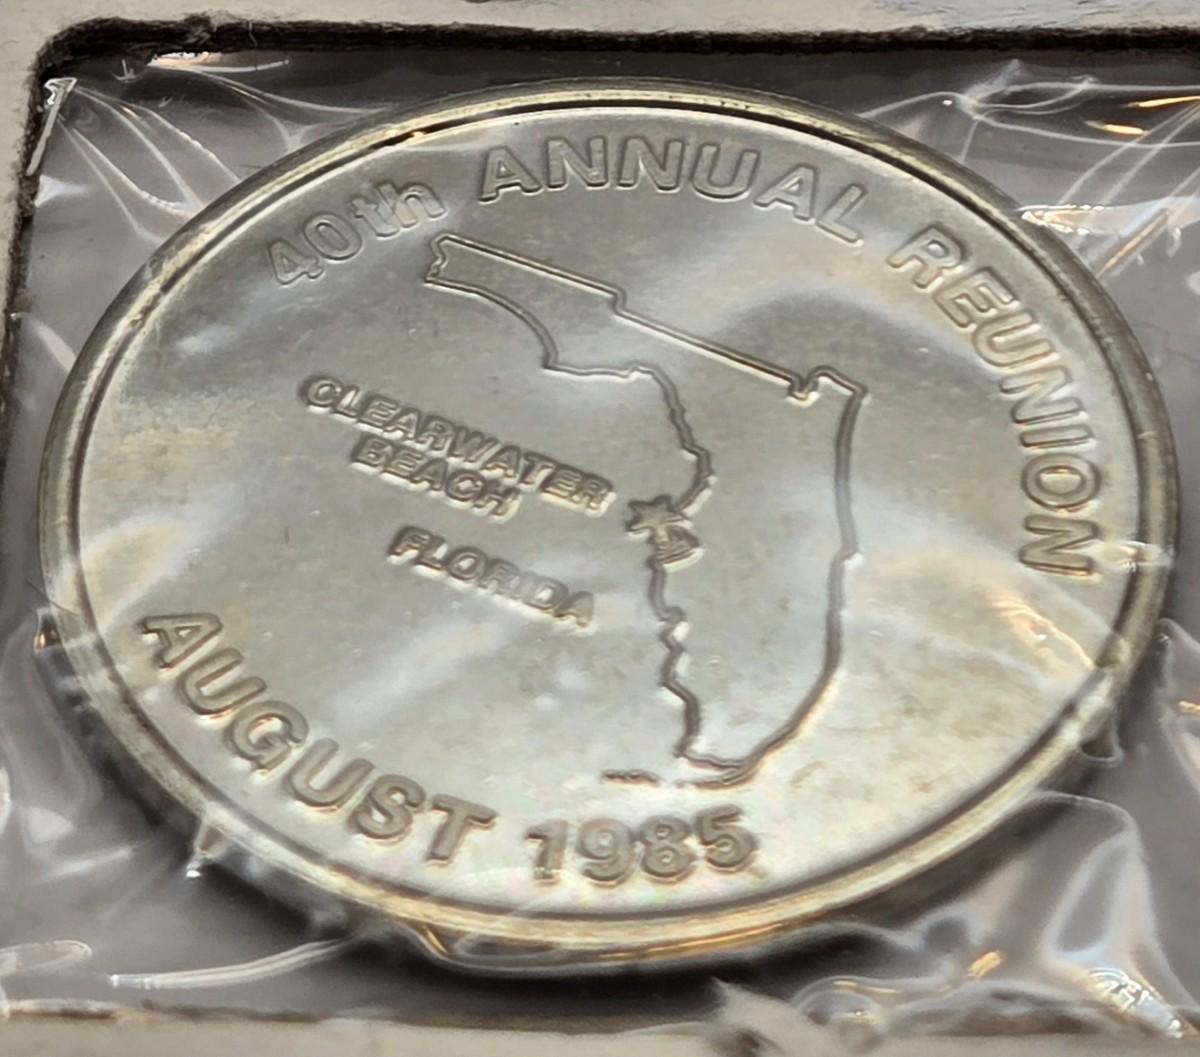 40th ANNUAL REUNION
CLEARWATER
BEACH
FLORIDA
AUGUST 1985